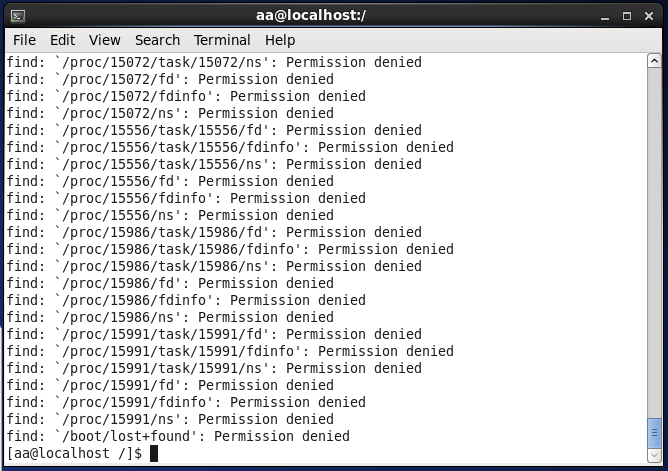 aa@localhost:/
File Edit View Search Terminal Help
find: `/proc/15072/task/15072/ns': Permission denied
find: `/proc/15072/fd': Permission denied
find: `/proc/15072/fdinfo': Permission denied
find: `/proc/15072/ns': Permission denied
find: `/proc/15556/task/15556/fd': Permission denied
find: `/proc/15556/task/15556/fdinfo': Permission denied
find: `/proc/15556/task/15556/ns': Permission denied
find: `/proc/15556/fd': Permission denied
find: `/proc/15556/fdinfo': Permission denied
find: `/proc/15556/ns': Permission denied
find: `/proc/15986/task/15986/fd': Permission denied
find: `/proc/15986/task/15986/fdinfo': Permission denied
find: `/proc/15986/task/15986/ns': Permission denied
find: `/proc/15986/fd': Permission denied
find: `/proc/15986/fdinfo': Permission denied
find: `/proc/15986/ns': Permission denied
find: `/proc/15991/task/15991/fd': Permission denied
find: `/proc/15991/task/15991/fdinfo': Permission denied
find: `/proc/15991/task/15991/ns': Permission denied
find: `/proc/15991/fd': Permission denied
find: `/proc/15991/fdinfo': Permission denied
find: `/proc/15991/ns': Permission denied
find: `/boot/lost+found': Permission denied
[aa@localhost /]$